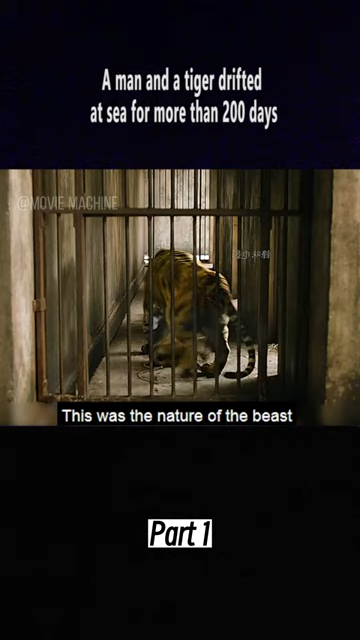 A man and a tiger drifted
at sea for more than 200 days
@MOVIE MACHINE
This was the nature of the beast
Part 1